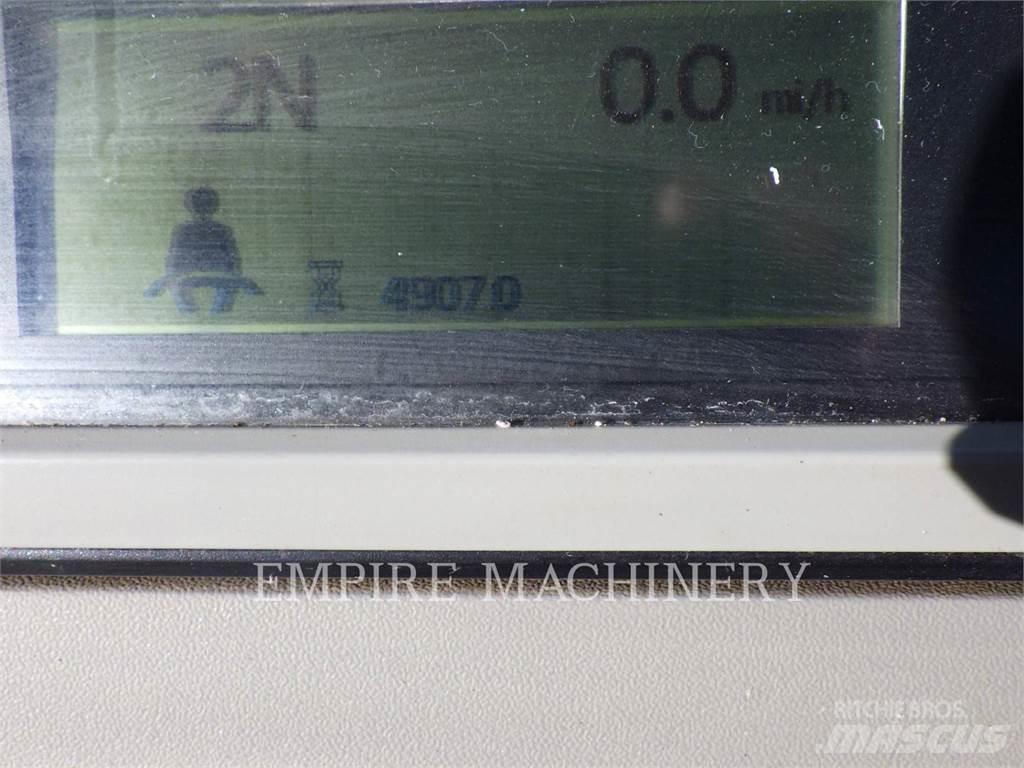 2N 0.0 mi/h
4907.0
EMPIRE MACHINERY
RITCHIE BROS.
MASCUS